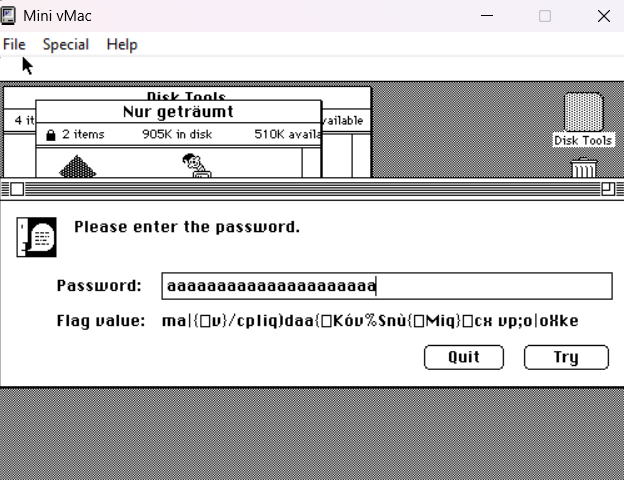 Mini vMac
File Special Help
Disk Tools
Nur geträumt
4 it
vailable
2 items 905K in disk 510K availa
Disk Tools
Please enter the password.
Password: aaaaaaaaaaaaaaaaaaaaa
Flag value: ma|{□v}/cpliq)daa{□Kóv%Snù{□Miq}□cx vp;o|oXke
Quit Try